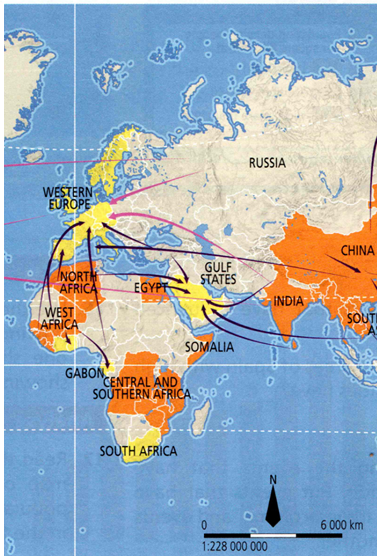 RUSSIA
WESTERN
EUROPE
CHINA
GULF
STATES
NORTH
AFRICA
EGYPT
INDIA
WEST
AFRICA
SOMALIA
GABON
CENTRAL AND
SOUTHERN AFRICA
SOUTH AFRICA
N
0 6 000 km
1:228 000 000